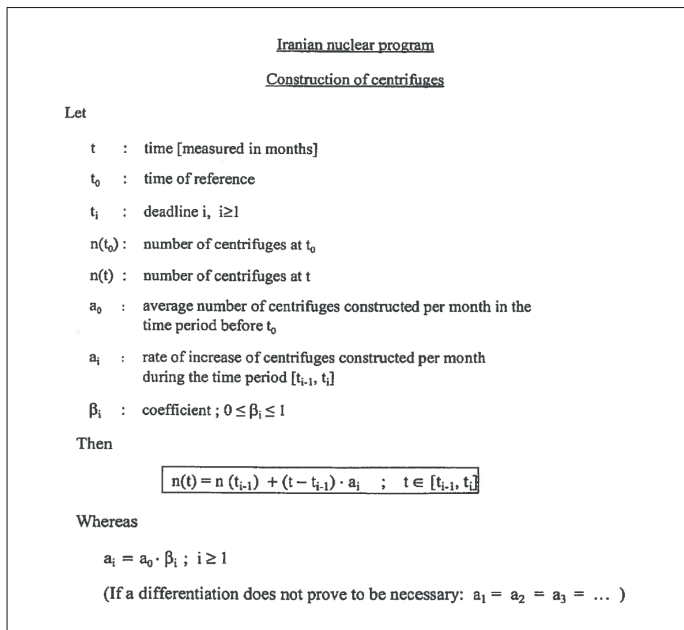 Iranian nuclear program
Construction of centrifuges
Let
t : time [measured in months]
t₀ : time of reference
tᵢ : deadline i, i≥1
n(t₀) : number of centrifuges at t₀
n(t) : number of centrifuges at t
a₀ : average number of centrifuges constructed per month in the
time period before t₀
aᵢ : rate of increase of centrifuges constructed per month
during the time period [tᵢ₋₁, tᵢ]
βᵢ : coefficient ; 0 ≤ βᵢ ≤ 1
Then
n(t) = n (tᵢ₋₁) + (t − tᵢ₋₁) · aᵢ ; t ∈ [tᵢ₋₁, tᵢ]
Whereas
aᵢ = a₀ · βᵢ ; i ≥ 1
(If a differentiation does not prove to be necessary: a₁ = a₂ = a₃ = … )